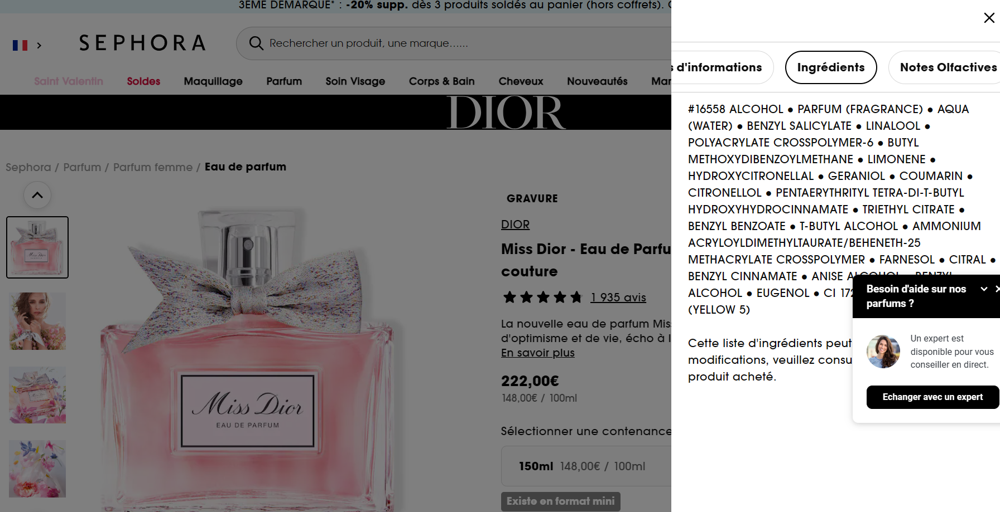 3EME DEMARQUE* : -20% supp. dès 3 produits soldés au panier (hors coffrets).
SEPHORA
Rechercher un produit, une marque......
Saint Valentin Soldes Maquillage Parfum Soin Visage Corps & Bain Cheveux Nouveautés Mar
DIOR
Sephora / Parfum / Parfum femme / Eau de parfum
GRAVURE
DIOR
Miss Dior - Eau de Parfu
couture
1 935 avis
La nouvelle eau de parfum Miss
d'optimisme et de vie, écho à l
En savoir plus
222,00€
148,00€ / 100ml
Sélectionner une contenance
150ml 148,00€ / 100ml
Existe en format mini
Miss Dior
EAU DE PARFUM
s d'informations
Ingrédients
Notes Olfactives
#16558 ALCOHOL ● PARFUM (FRAGRANCE) ● AQUA
(WATER) ● BENZYL SALICYLATE ● LINALOOL ●
POLYACRYLATE CROSSPOLYMER-6 ● BUTYL
METHOXYDIBENZOYLMETHANE ● LIMONENE ●
HYDROXYCITRONELLAL ● GERANIOL ● COUMARIN ●
CITRONELLOL ● PENTAERYTHRITYL TETRA-DI-T-BUTYL
HYDROXYHYDROCINNAMATE ● TRIETHYL CITRATE ●
BENZYL BENZOATE ● T-BUTYL ALCOHOL ● AMMONIUM
ACRYLOYLDIMETHYLTAURATE/BEHENETH-25
METHACRYLATE CROSSPOLYMER ● FARNESOL ● CITRAL ●
BENZYL CINNAMATE ● ANISE ALCOHOL ● BENZYL
ALCOHOL ● EUGENOL ● CI 172
(YELLOW 5)
Cette liste d'ingrédients peut
modifications, veuillez consu
produit acheté.
Besoin d'aide sur nos
parfums ?
Un expert est
disponible pour vous
conseiller en direct.
Echanger avec un expert